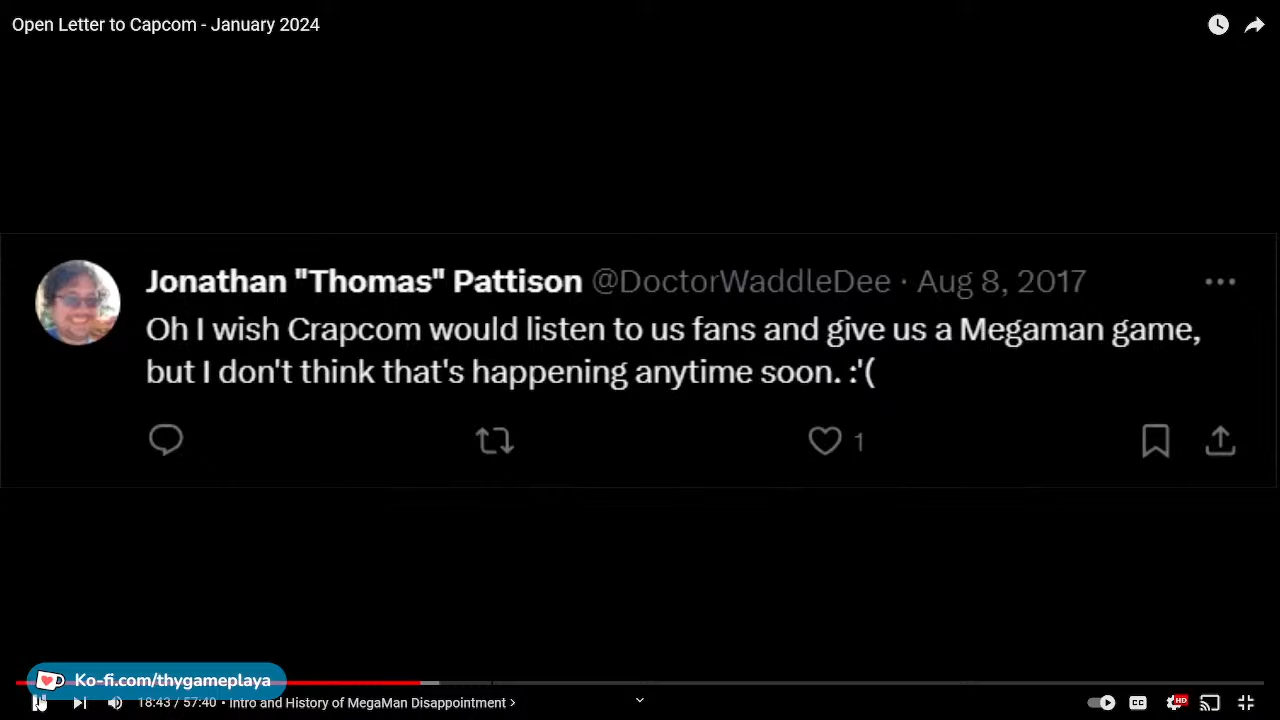 Open Letter to Capcom - January 2024
Jonathan "Thomas" Pattison @DoctorWaddleDee · Aug 8, 2017
Oh I wish Crapcom would listen to us fans and give us a Megaman game,
but I don't think that's happening anytime soon. :'(
1
Ko-fi.com/thygameplaya
18:43 / 57:40 • Intro and History of MegaMan Disappointment >
CC
HD